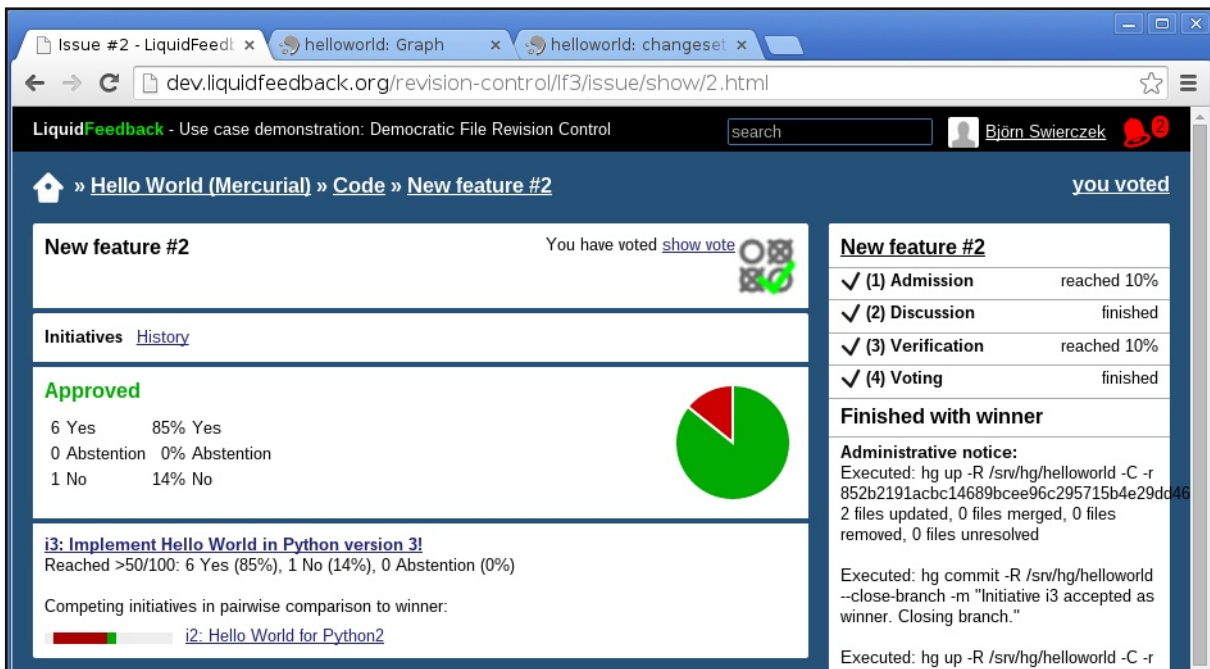 Issue #2 - LiquidFeedb
helloworld: Graph
helloworld: changeset
dev.liquidfeedback.org/revision-control/lf3/issue/show/2.html
LiquidFeedback - Use case demonstration: Democratic File Revision Control
search
Björn Swierczek
2
» Hello World (Mercurial) » Code » New feature #2
you voted
New feature #2
You have voted show vote
Initiatives History
Approved
6 Yes 85% Yes
0 Abstention 0% Abstention
1 No 14% No
i3: Implement Hello World in Python version 3!
Reached >50/100: 6 Yes (85%), 1 No (14%), 0 Abstention (0%)
Competing initiatives in pairwise comparison to winner:
i2: Hello World for Python2
New feature #2
(1) Admission reached 10%
(2) Discussion finished
(3) Verification reached 10%
(4) Voting finished
Finished with winner
Administrative notice:
Executed: hg up -R /srv/hg/helloworld -C -r
852b2191acbc14689bcee96c295715b4e29dd46
2 files updated, 0 files merged, 0 files
removed, 0 files unresolved
Executed: hg commit -R /srv/hg/helloworld
--close-branch -m "Initiative i3 accepted as
winner. Closing branch."
Executed: hg up -R /srv/hg/helloworld -C -r